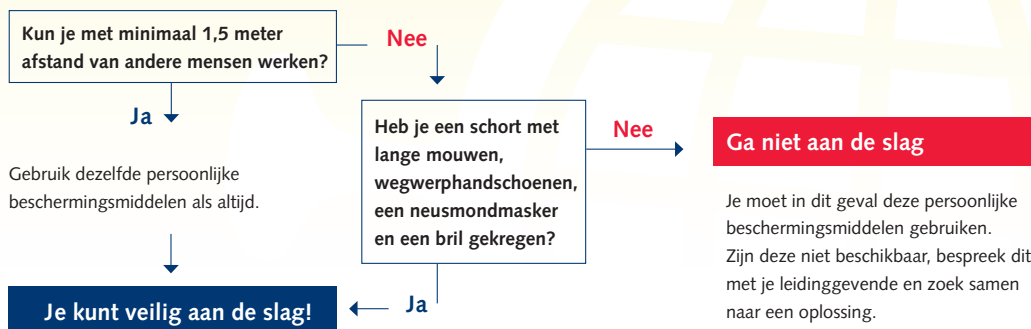 Kun je met minimaal 1,5 meter
afstand van andere mensen werken?
Nee
Ja
Gebruik dezelfde persoonlijke
beschermingsmiddelen als altijd.
Heb je een schort met
lange mouwen,
wegwerphandschoenen,
een neusmondmasker
en een bril gekregen?
Nee
Ja
Je kunt veilig aan de slag!
Ga niet aan de slag
Je moet in dit geval deze persoonlijke
beschermingsmiddelen gebruiken.
Zijn deze niet beschikbaar, bespreek dit
met je leidinggevende en zoek samen
naar een oplossing.